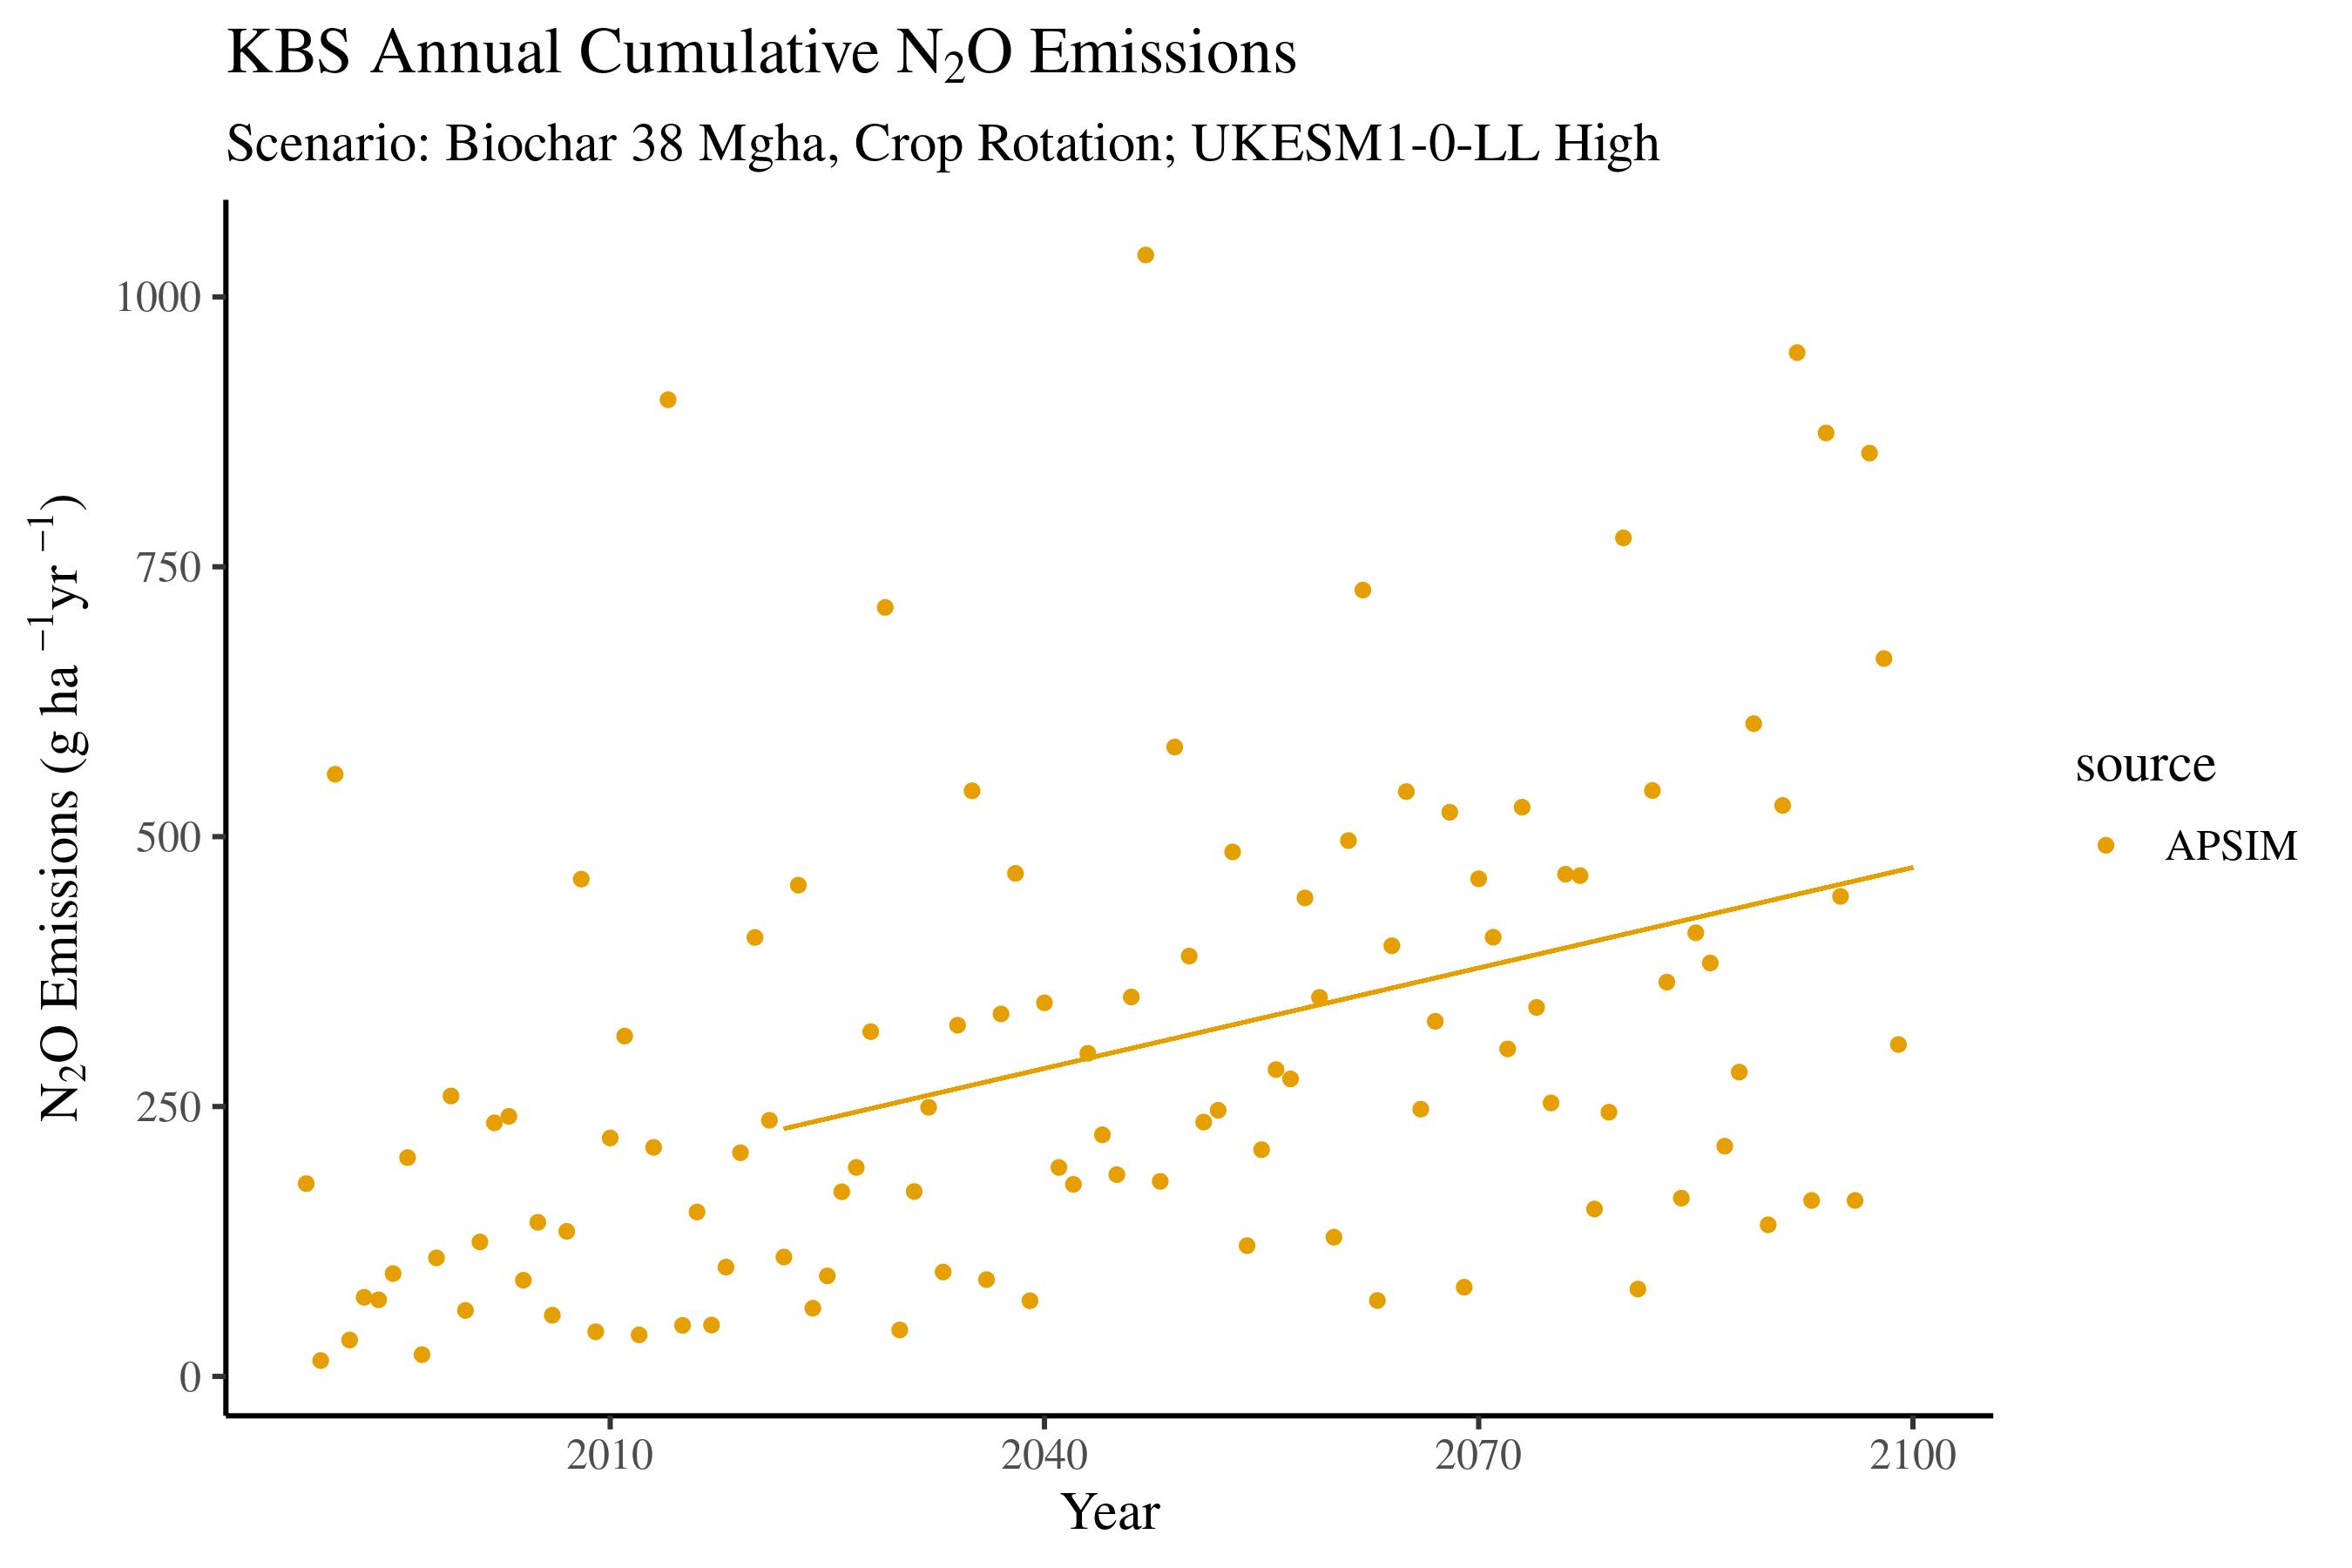 KBS Annual Cumulative N₂O Emissions
Scenario: Biochar 38 Mgha, Crop Rotation; UKESM1-0-LL High
N₂O Emissions (g ha⁻¹yr⁻¹)
1000
750
500
250
0
2010 2040 2070 2100
Year
source
APSIM